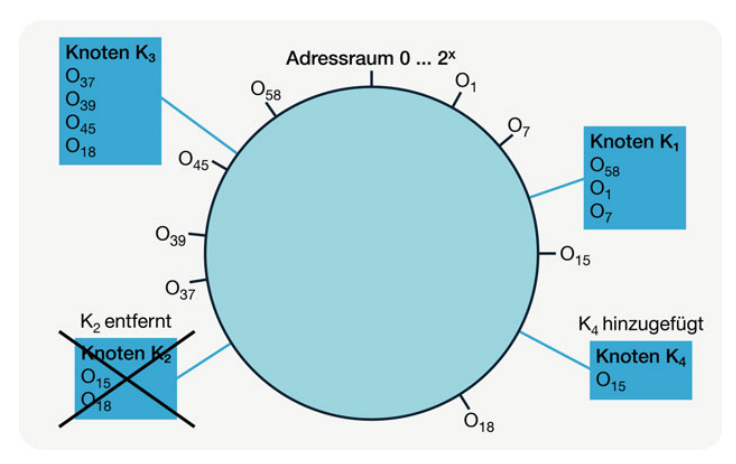 Adressraum 0 ... 2ˣ
Knoten K₃
O₃₇
O₃₉
O₄₅
O₁₈
O₅₈
O₁
O₇
Knoten K₁
O₅₈
O₁
O₇
O₄₅
O₃₉
O₃₇
O₁₅
K₂ entfernt
Knoten K₂
O₁₅
O₁₈
K₄ hinzugefügt
Knoten K₄
O₁₅
O₁₈